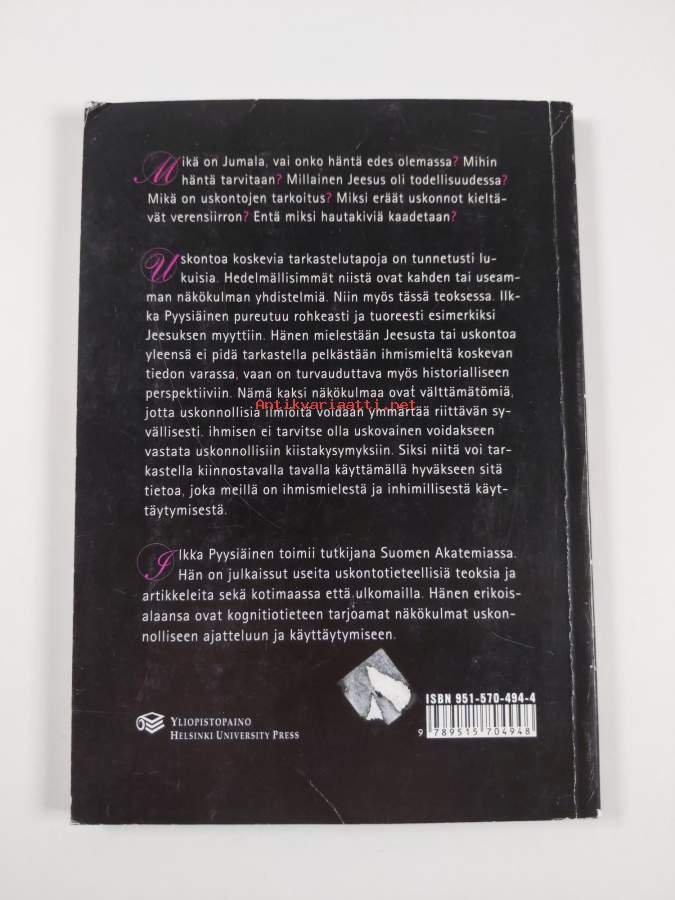 Mikä on Jumala, vai onko häntä edes olemassa? Mihin
häntä tarvitaan? Millainen Jeesus oli todellisuudessa?
Mikä on uskontojen tarkoitus? Miksi eräät uskonnot kieltä-
vät verensiirron? Entä miksi hautakiviä kaadetaan?
Uskontoa koskevia tarkastelutapoja on tunnetusti lu-
kuisia. Hedelmällisimmät niistä ovat kahden tai useam-
man näkökulman yhdistelmiä. Niin myös tässä teoksessa. Ilk-
ka Pyysiäinen pureutuu rohkeasti ja tuoreesti esimerkiksi
Jeesuksen myyttiin. Hänen mielestään Jeesusta tai uskontoa
yleensä ei pidä tarkastella pelkästään ihmismieltä koskevan
tiedon varassa, vaan on turvauduttava myös historialliseen
perspektiiviin. Nämä kaksi näkökulmaa ovat välttämätömiä,
Antikvariaatti.net
jotta uskonnollisia ilmiöitä voidaan ymmärtää riittävän sy-
vällisesti. ihmisen ei tarvitse olla uskovainen voidakseen
vastata uskonnollisiin kiistakysymyksiin. Siksi niitä voi tar-
kastella kiinnostavalla tavalla käyttämällä hyväkseen sitä
tietoa, joka meillä on ihmismielestä ja inhimillisestä käyt-
täytymisestä.
Ilkka Pyysiäinen toimii tutkijana Suomen Akatemiassa.
Hän on julkaissut useita uskontotieteellisiä teoksia ja
artikkeleita sekä kotimaassa että ulkomailla. Hänen erikois-
alaansa ovat kognitiotieteen tarjoamat näkökulmat uskon-
nolliseen ajatteluun ja käyttäytymiseen.
YLIOPISTOPAINO
HELSINKI UNIVERSITY PRESS
ISBN 951-570-494-4
9 789515 704948